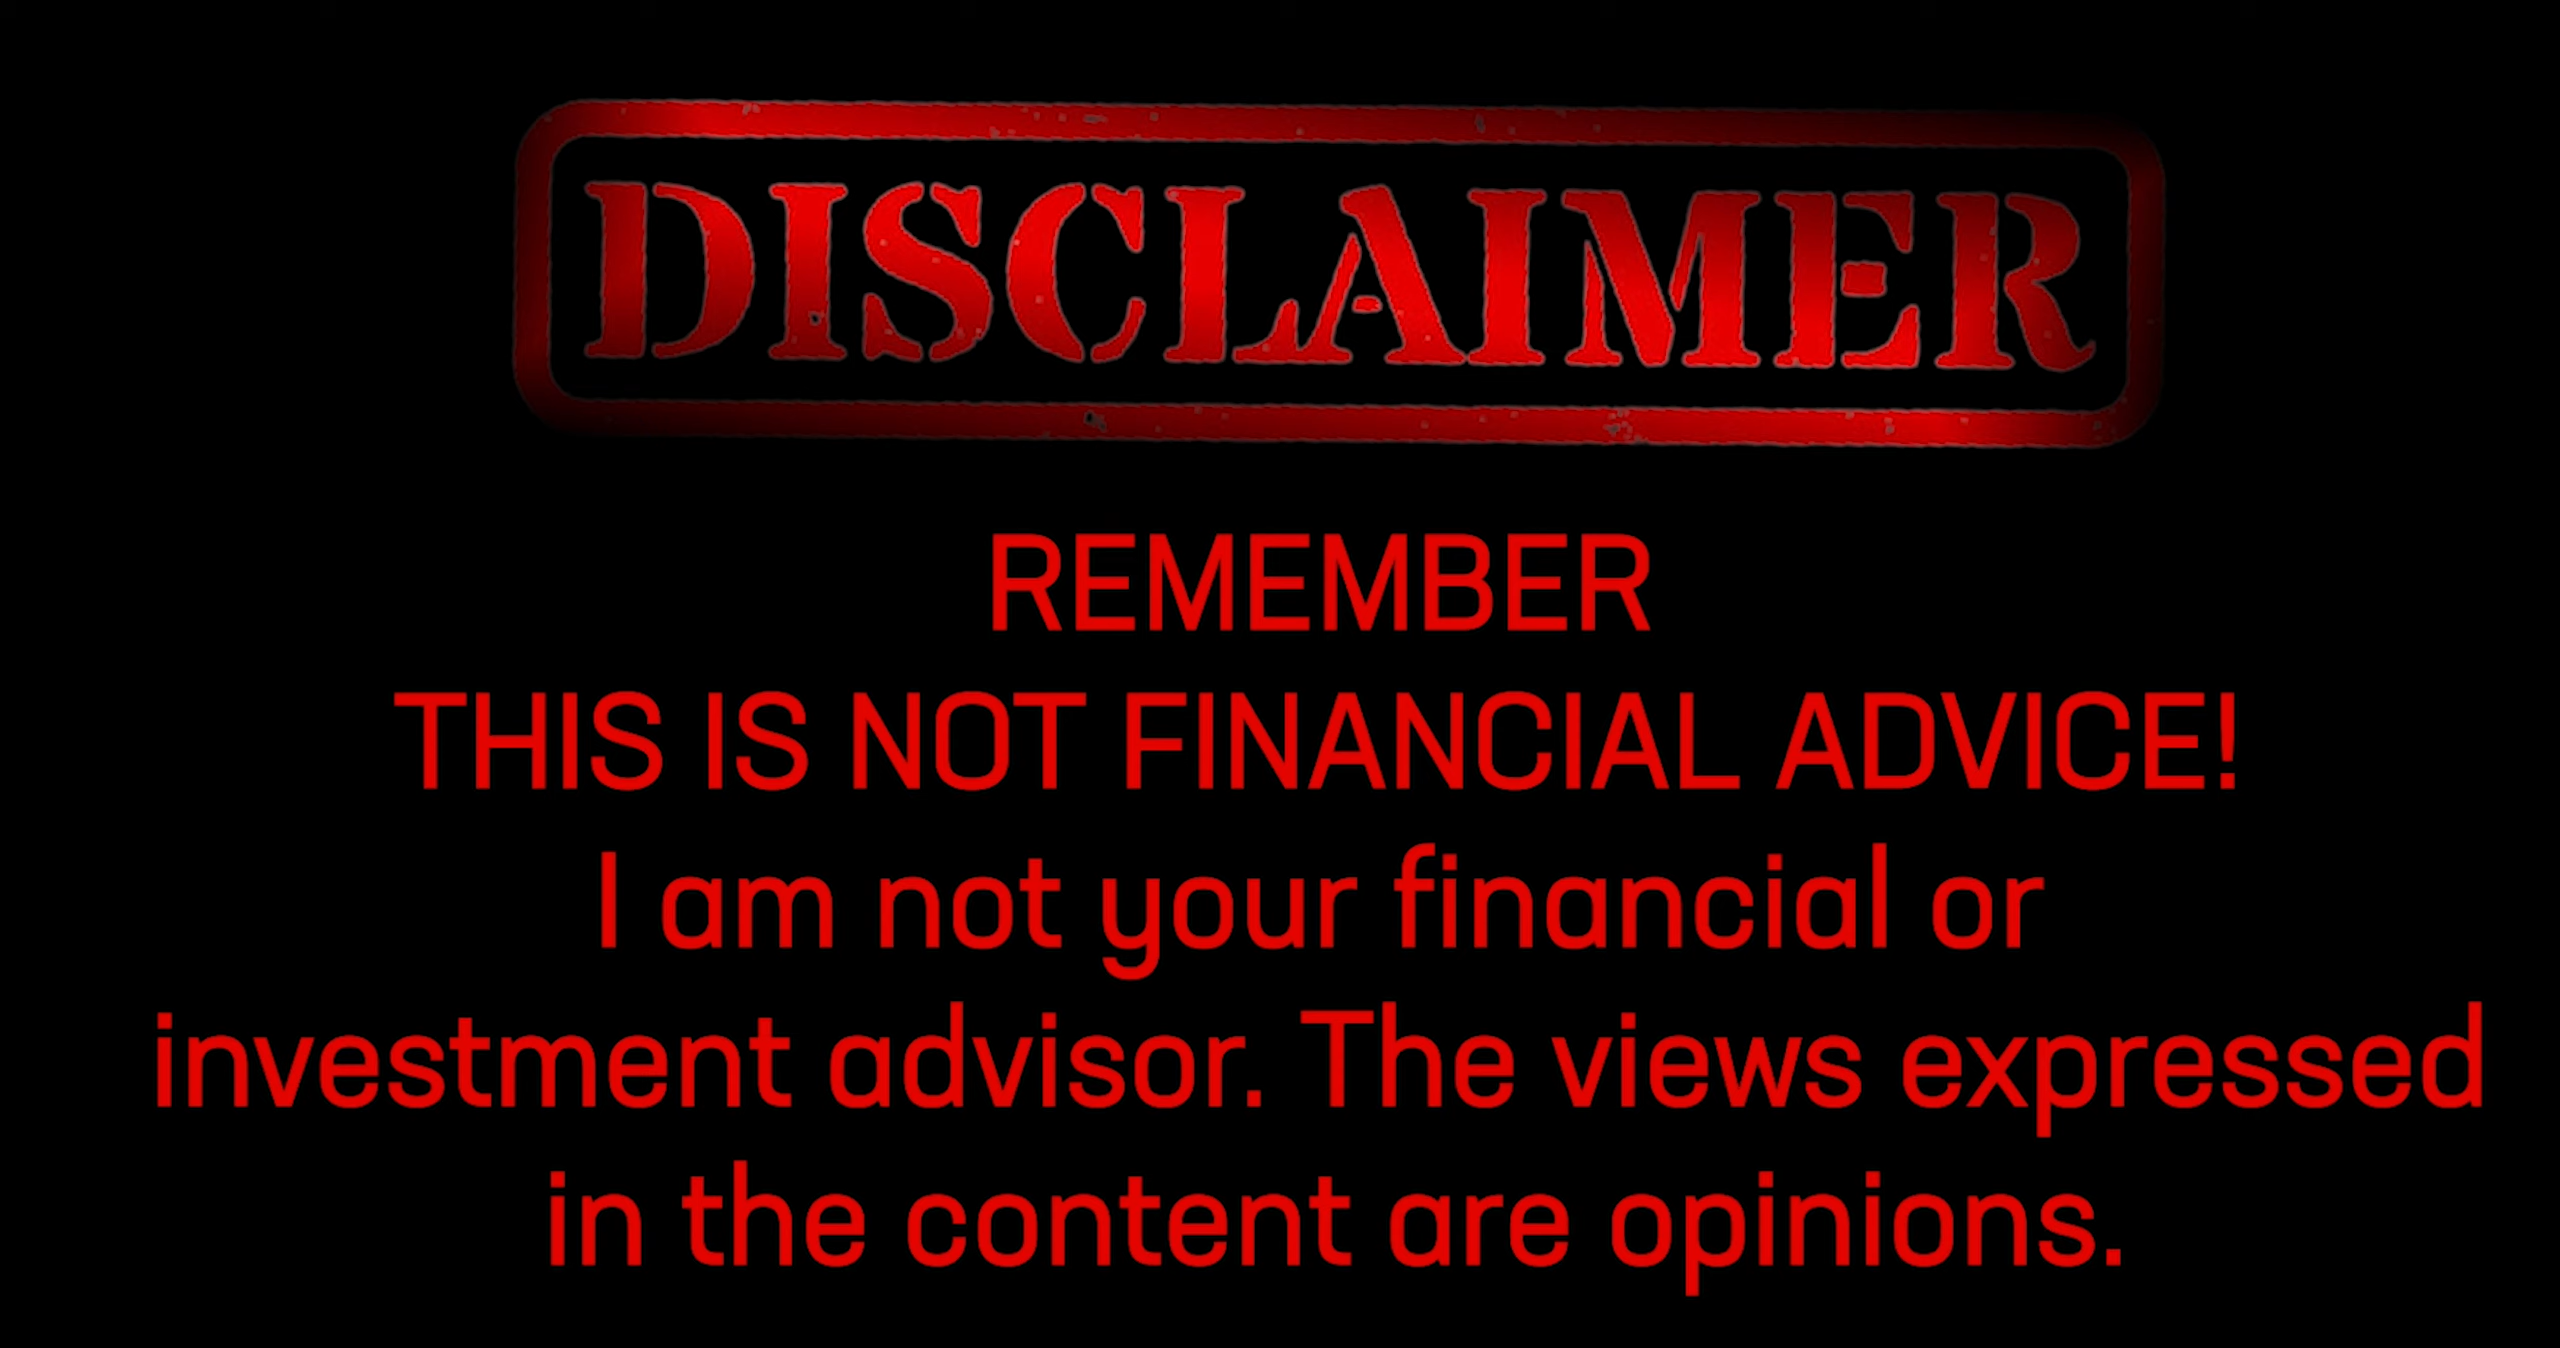 DISCLAIMER
REMEMBER
THIS IS NOT FINANCIAL ADVICE!
I am not your financial or
investment advisor. The views expressed
in the content are opinions.